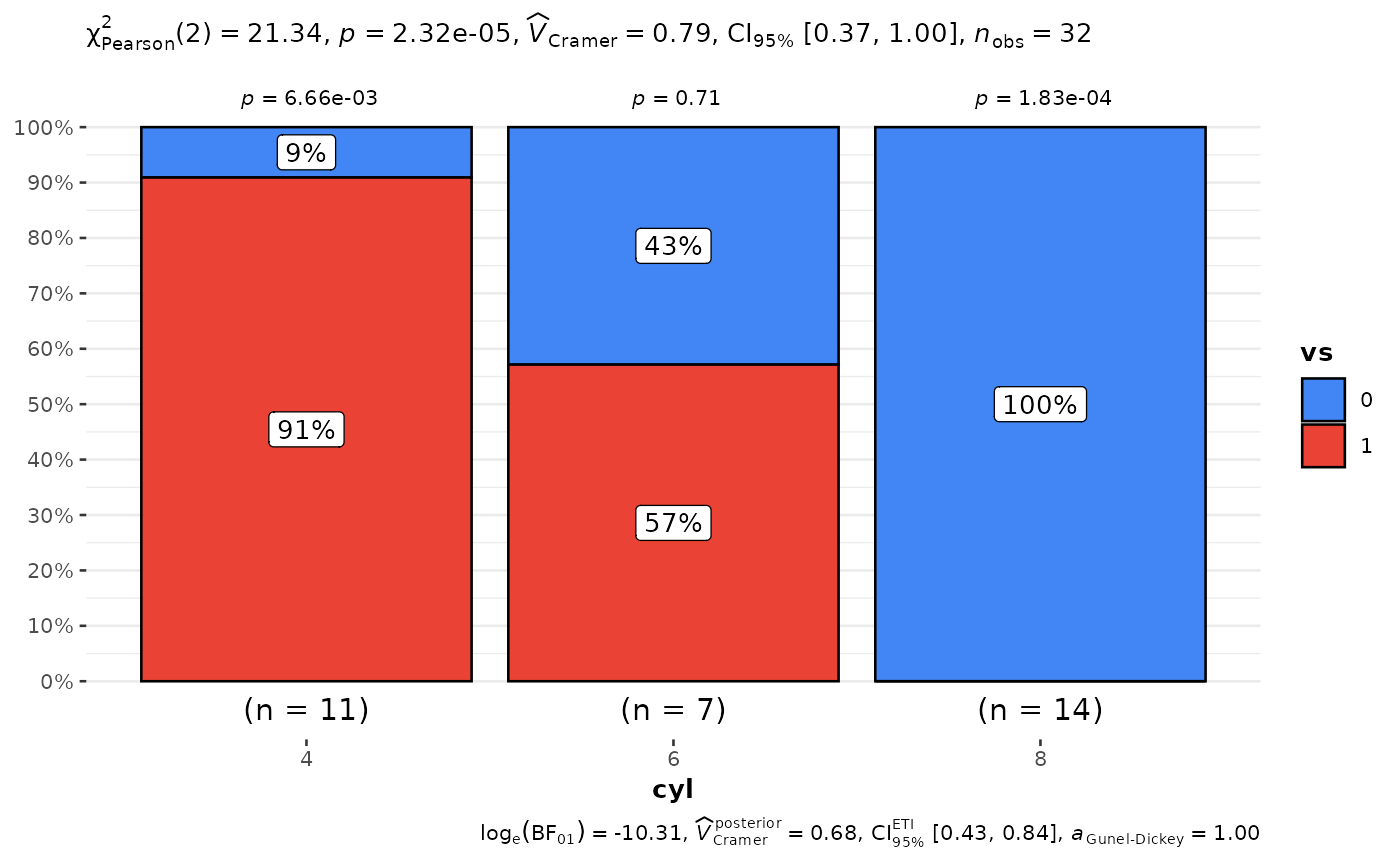 χ²Pearson(2) = 21.34, p = 2.32e-05, V̂Cramer = 0.79, CI95% [0.37, 1.00], nobs = 32
p = 6.66e-03 p = 0.71 p = 1.83e-04
100%
9%
90%
80%
43%
70%
60%
vs
50%
100%
0
91%
1
40%
30%
57%
20%
10%
0%
(n = 11) (n = 7) (n = 14)
4 6 8
cyl
loge(BF01) = -10.31, V̂posteriorCramer = 0.68, CIETI95% [0.43, 0.84], aGunel-Dickey = 1.00